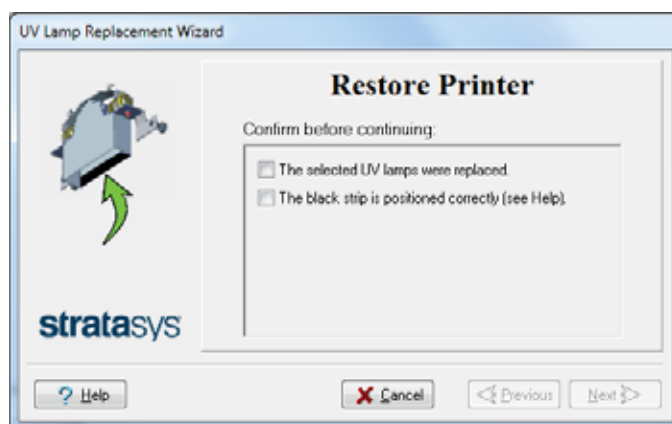 UV Lamp Replacement Wizard
Restore Printer
Confirm before continuing:
The selected UV lamps were replaced.
The black strip is positioned correctly (see Help).
stratasys
? Help
Cancel
Previous
Next